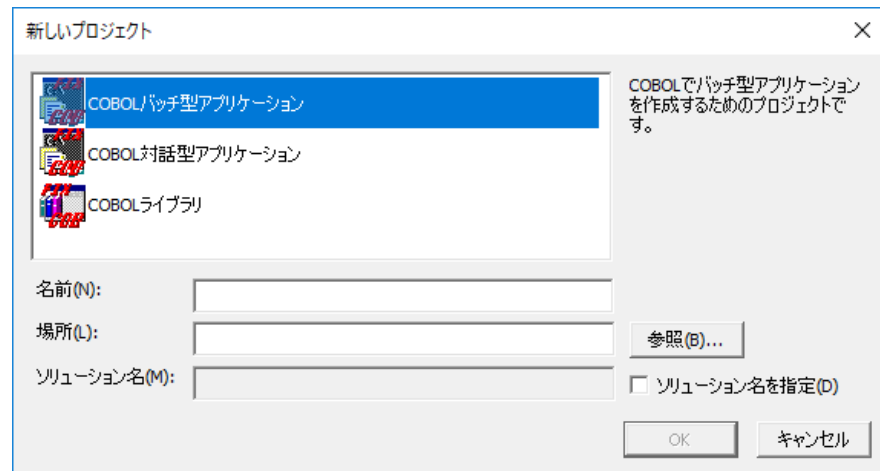 新しいプロジェクト
COBOLバッチ型アプリケーション
COBOL対話型アプリケーション
COBOLライブラリ
COBOLでバッチ型アプリケーション
を作成するためのプロジェクトで
す。
名前(N):
場所(L):
参照(B)...
ソリューション名(M):
ソリューション名を指定(D)
OK
キャンセル